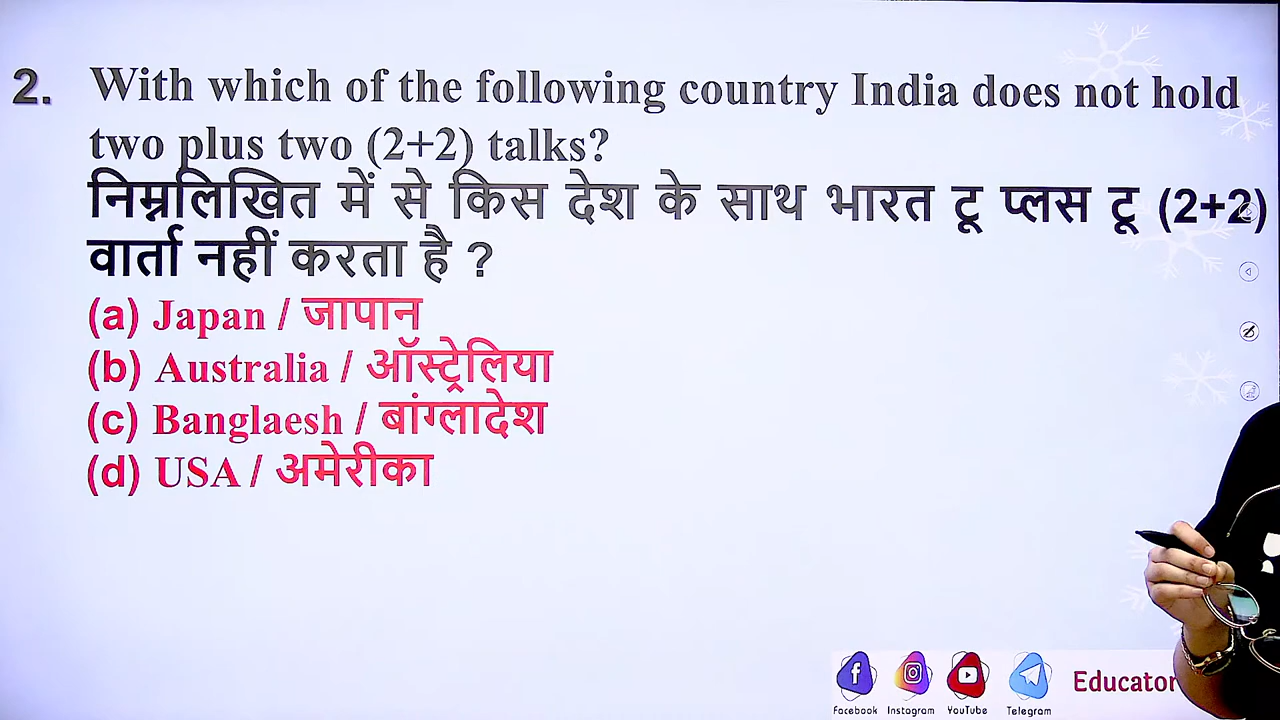 2. With which of the following country India does not hold
two plus two (2+2) talks?
निम्नलिखित में से किस देश के साथ भारत टू प्लस टू (2+2)
वार्ता नहीं करता है ?
(a) Japan / जापान
(b) Australia / ऑस्ट्रेलिया
(c) Banglaesh / बांग्लादेश
(d) USA / अमेरीका
Facebook Instagram YouTube Telegram Educator